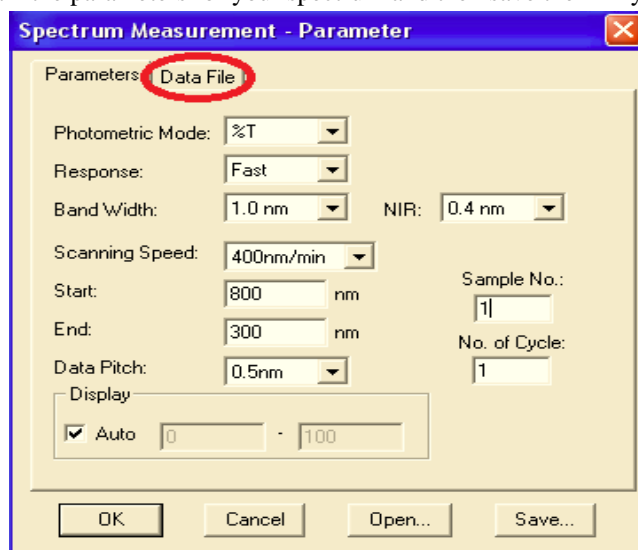 Spectrum Measurement - Parameter
Parameters Data File
Photometric Mode: %T
Response: Fast
Band Width: 1.0 nm NIR: 0.4 nm
Scanning Speed: 400nm/min
Start: 800 nm
Sample No.:
1
End: 300 nm
No. of Cycle:
Data Pitch: 0.5nm 1
Display
Auto 0 - 100
OK Cancel Open... Save...